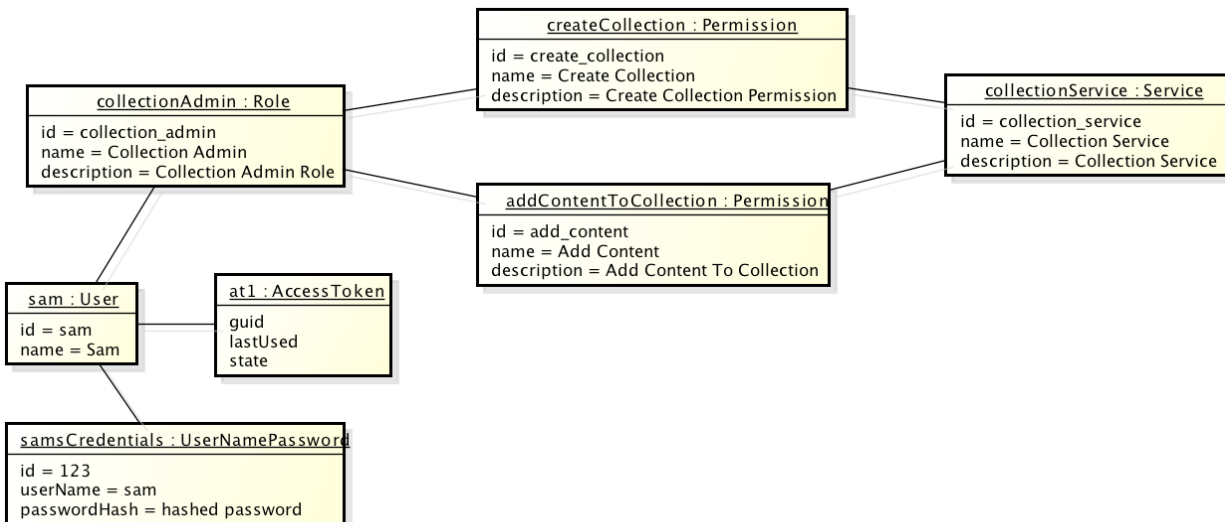 createCollection : Permission
id = create_collection
name = Create Collection
description = Create Collection Permission
collectionService : Service
id = collection_service
name = Collection Service
description = Collection Service
collectionAdmin : Role
id = collection_admin
name = Collection Admin
description = Collection Admin Role
addContentToCollection : Permission
id = add_content
name = Add Content
description = Add Content To Collection
sam : User
id = sam
name = Sam
at1 : AccessToken
guid
lastUsed
state
samsCredentials : UserNamePassword
id = 123
userName = sam
passwordHash = hashed password